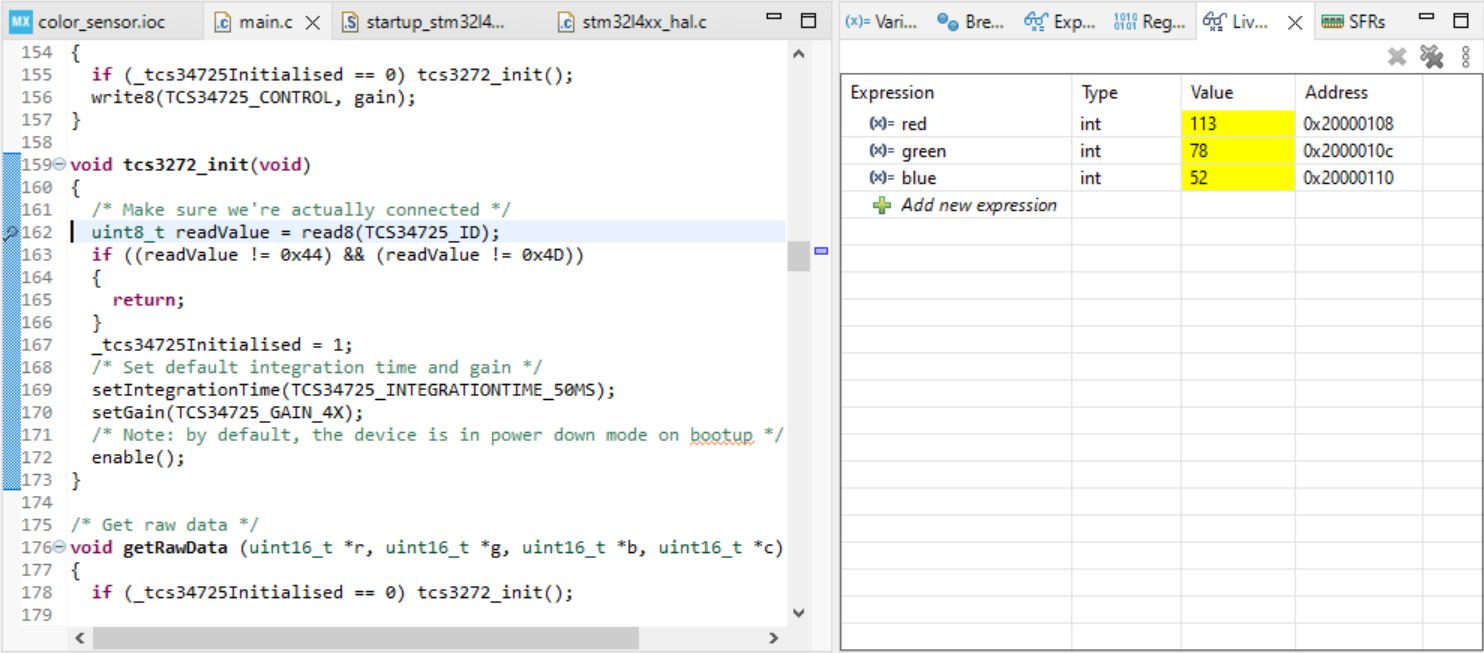 MX color_sensor.ioc
.c main.c
.S startup_stm32l4...
.c stm32l4xx_hal.c
154 {
155 if (_tcs34725Initialised == 0) tcs3272_init();
156 write8(TCS34725_CONTROL, gain);
157 }
158
159 void tcs3272_init(void)
160 {
161 /* Make sure we're actually connected */
162 uint8_t readValue = read8(TCS34725_ID);
163 if ((readValue != 0x44) && (readValue != 0x4D))
164 {
165 return;
166 }
167 _tcs34725Initialised = 1;
168 /* Set default integration time and gain */
169 setIntegrationTime(TCS34725_INTEGRATIONTIME_50MS);
170 setGain(TCS34725_GAIN_4X);
171 /* Note: by default, the device is in power down mode on bootup */
172 enable();
173 }
174
175 /* Get raw data */
176 void getRawData (uint16_t *r, uint16_t *g, uint16_t *b, uint16_t *c)
177 {
178 if (_tcs34725Initialised == 0) tcs3272_init();
179
(x)= Vari...
Bre...
Exp...
1010 0101 Reg...
Liv...
SFRs
Expression Type Value Address
(x)= red int 113 0x20000108
(x)= green int 78 0x2000010c
(x)= blue int 52 0x20000110
Add new expression